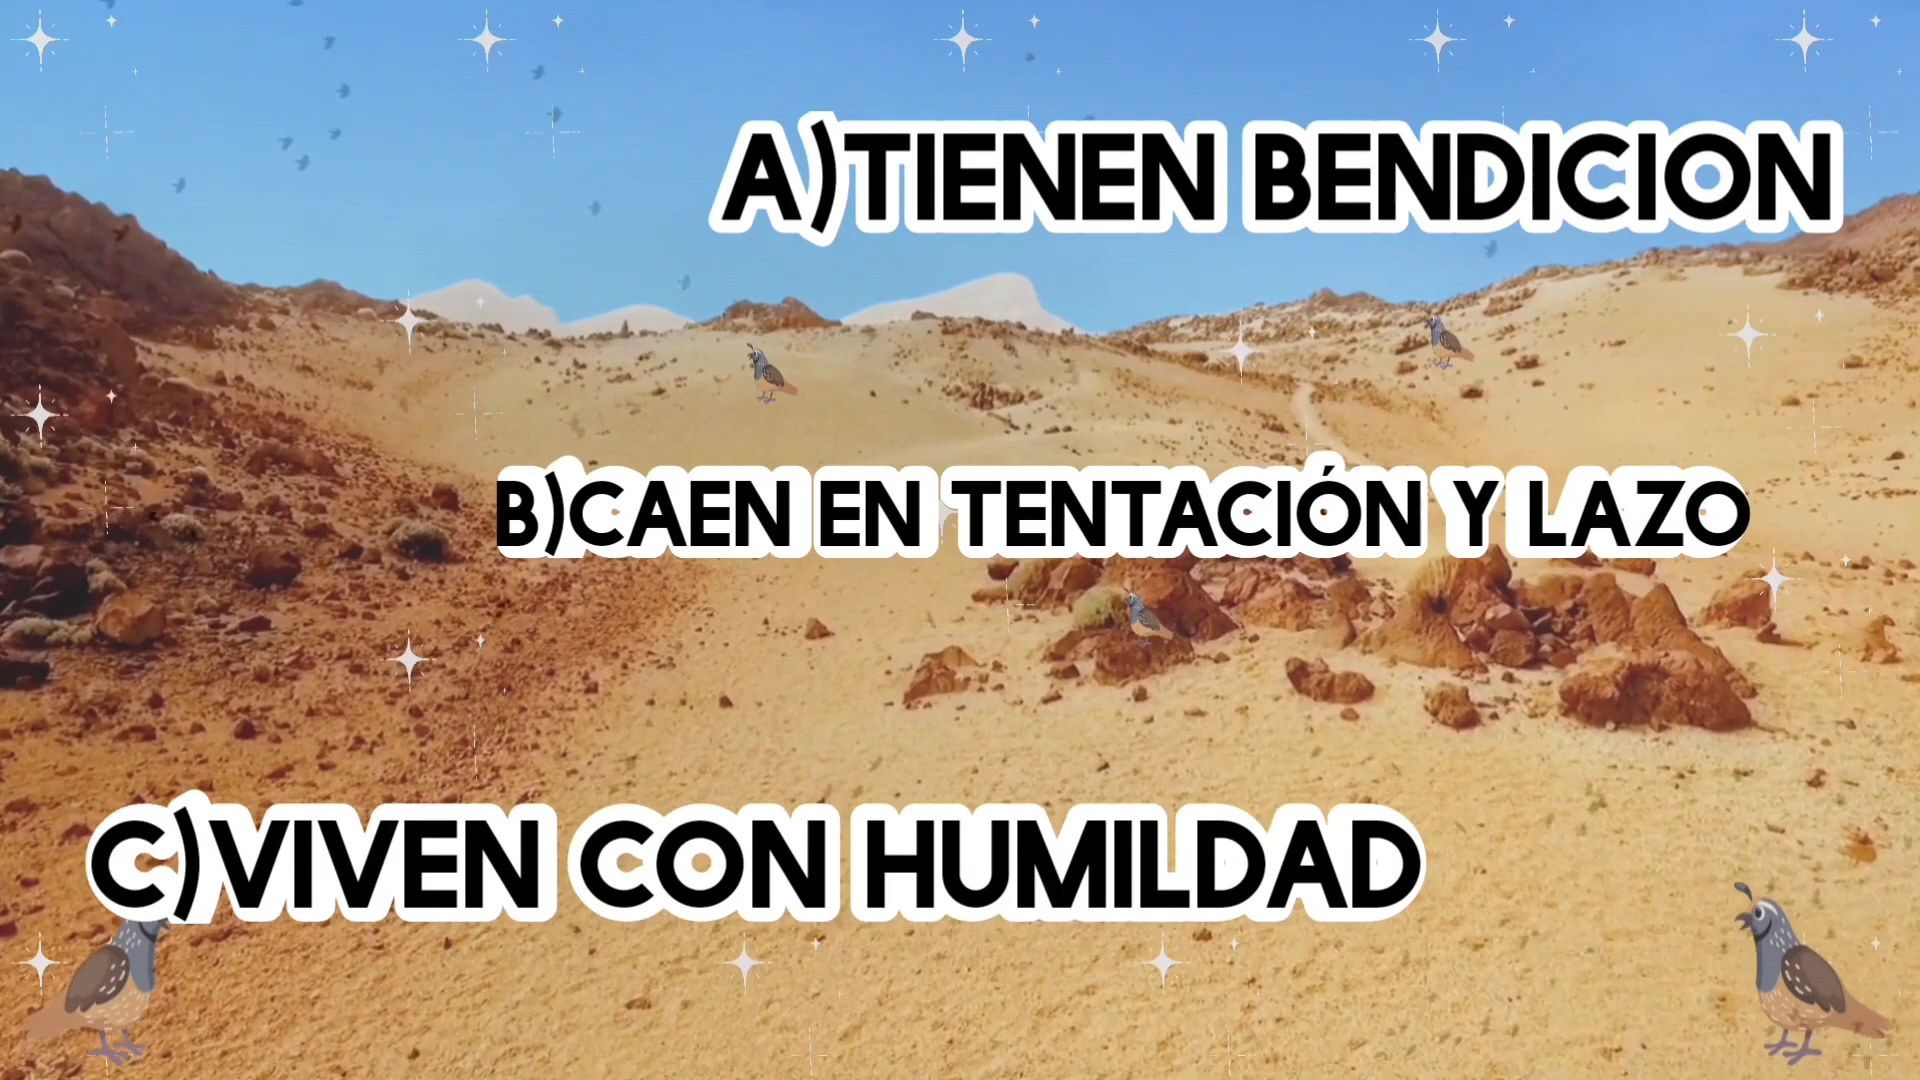 A)TIENEN BENDICION
B)CAEN EN TENTACIÓN Y LAZO
C)VIVEN CON HUMILDAD